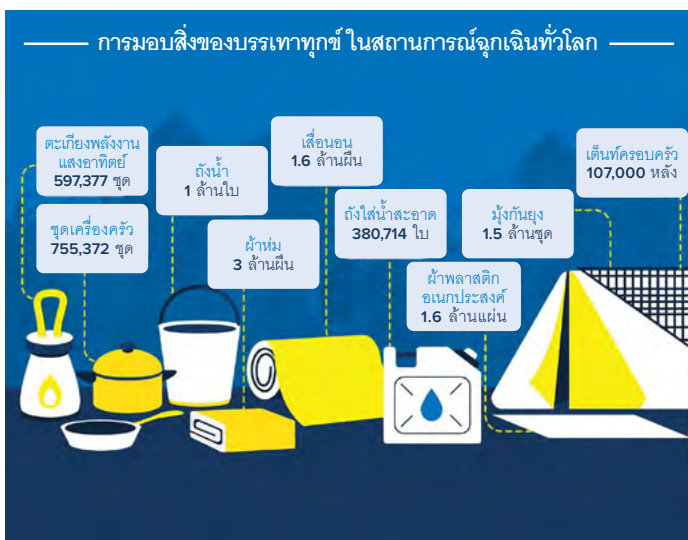 การมอบสิ่งของบรรเทาทุกข์ ในสถานการณ์ฉุกเฉินทั่วโลก
ตะเกียงพลังงาน
แสงอาทิตย์
597,377 ชุด
ชุดเครื่องครัว
755,372 ชุด
ถังน้ำ
1 ล้านใบ
ผ้าห่ม
3 ล้านผืน
เสื่อนอน
1.6 ล้านผืน
ถังใส่น้ำสะอาด
380,714 ใบ
ผ้าพลาสติก
อเนกประสงค์
1.6 ล้านแผ่น
มุ้งกันยุง
1.5 ล้านชุด
เต็นท์ครอบครัว
107,000 หลัง